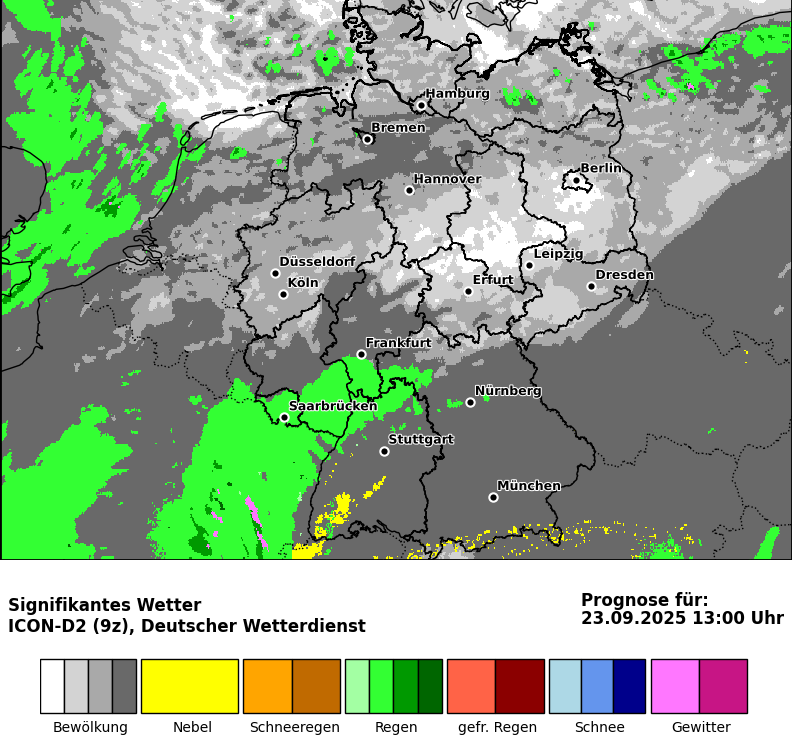 Hamburg
Bremen
Berlin
Hannover
Düsseldorf
Leipzig
Dresden
Köln
Erfurt
Frankfurt
Nürnberg
Saarbrücken
Stuttgart
München
Signifikantes Wetter
ICON-D2 (9z), Deutscher Wetterdienst
Prognose für:
23.09.2025 13:00 Uhr
Bewölkung Nebel Schneeregen Regen gefr. Regen Schnee Gewitter